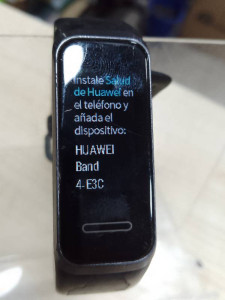 Instale Salud
de Huawei en
el teléfono y
añada el
dispositivo:
HUAWEI
Band
4-E3C